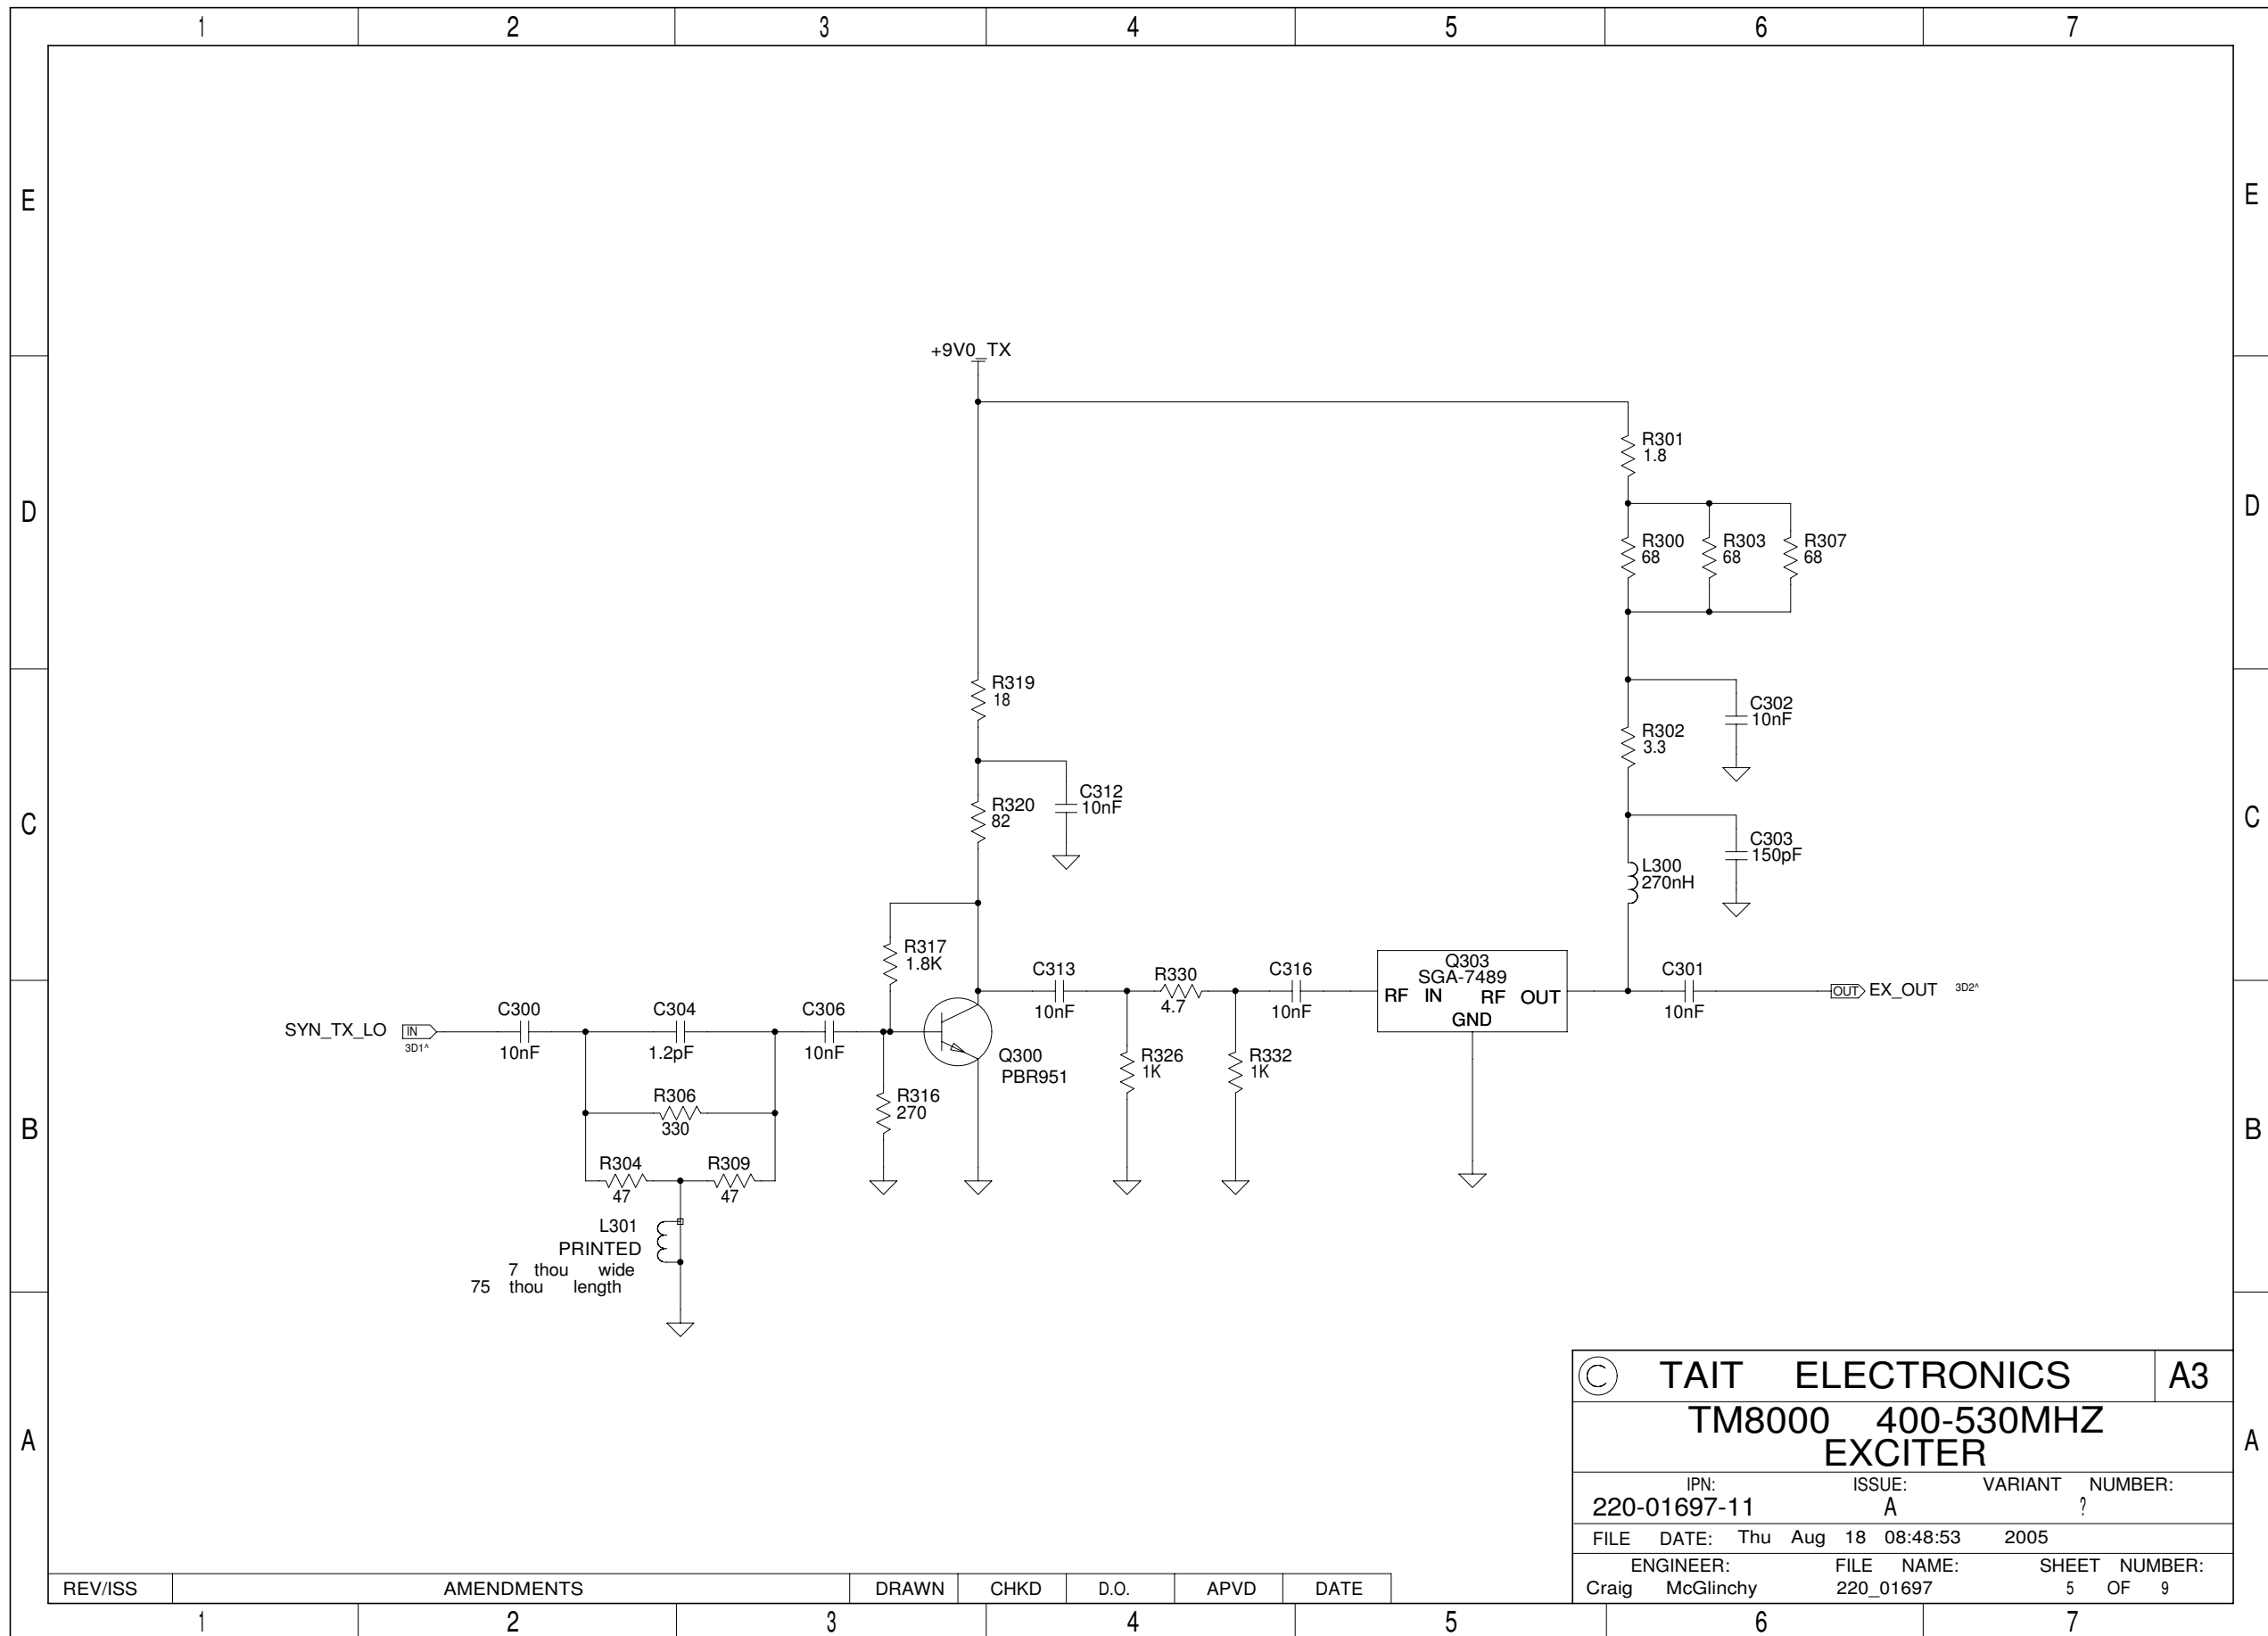 1 2 3 4 5 6 7
E E
+9V0_TX
R301
1.8
D D
R300
68
R303
68
R307
68
R319
18
C302
10nF
R302
3.3
C312
10nF
R320
82
C C
C303
150pF
L300
270nH
R317
1.8K
C313
10nF
R330
4.7
C316
10nF
Q303
SGA-7489
RF IN RF OUT
GND
C301
10nF
OUT EX_OUT 3D2^
SYN_TX_LO IN
3D1^
C300
10nF
C304
1.2pF
C306
10nF
Q300
PBR951
R326
1K
R332
1K
R316
270
R306
330
B B
R304
47
R309
47
L301
PRINTED
7 thou wide
75 thou length
© TAIT ELECTRONICS A3
TM8000 400-530MHZ
EXCITER
A A
IPN: ISSUE: VARIANT NUMBER:
220-01697-11 A ?
FILE DATE: Thu Aug 18 08:48:53 2005
ENGINEER: FILE NAME: SHEET NUMBER:
Craig McGlinchy 220_01697 5 OF 9
REV/ISS AMENDMENTS DRAWN CHKD D.O. APVD DATE
1 2 3 4 5 6 7